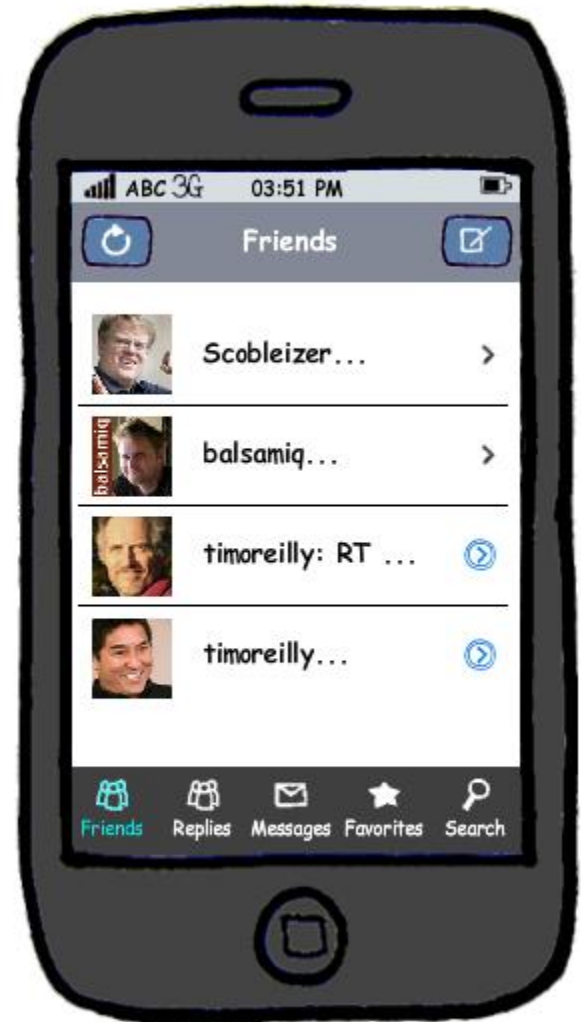 ABC 3G 03:51 PM
Friends
Scobleizer...
balsamiq
balsamiq...
timoreilly: RT ...
timoreilly...
Friends Replies Messages Favorites Search